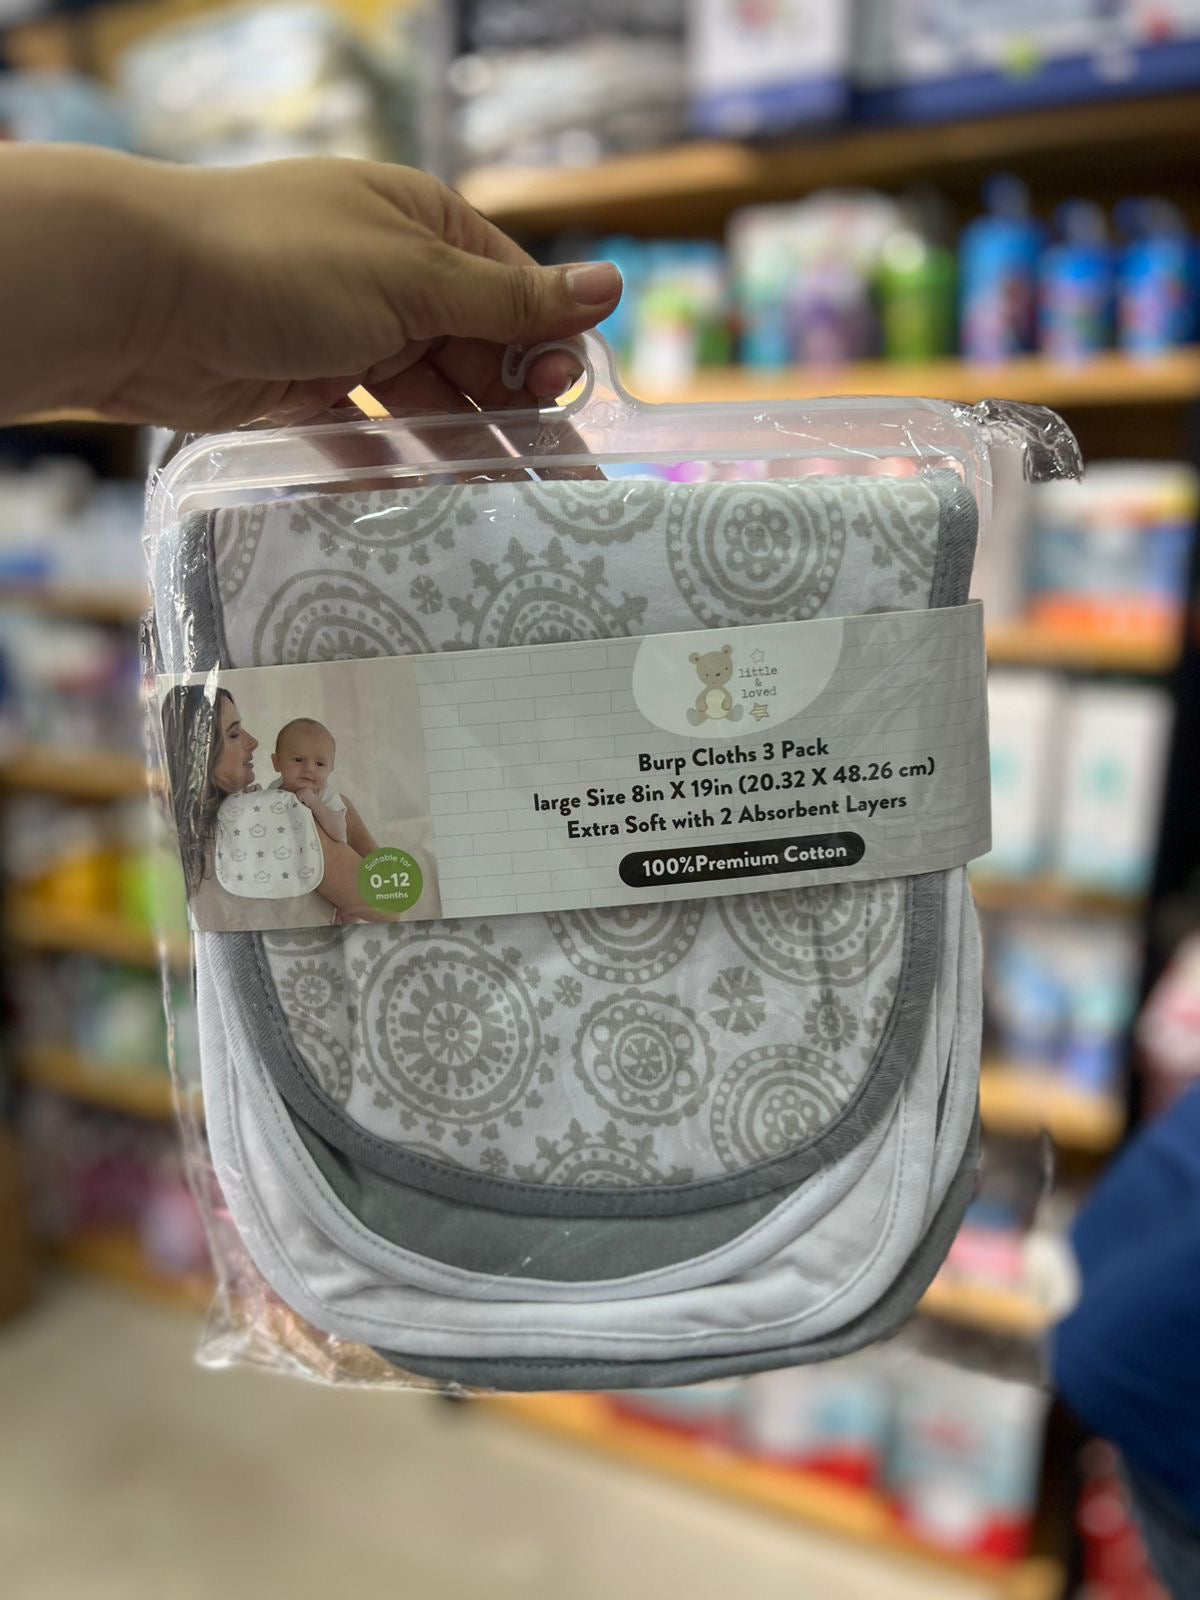 little
&
loved
Burp Cloths 3 Pack
large Size 8in X 19in (20.32 X 48.26 cm)
Extra Soft with 2 Absorbent Layers
100%Premium Cotton
Suitable for
0-12
months